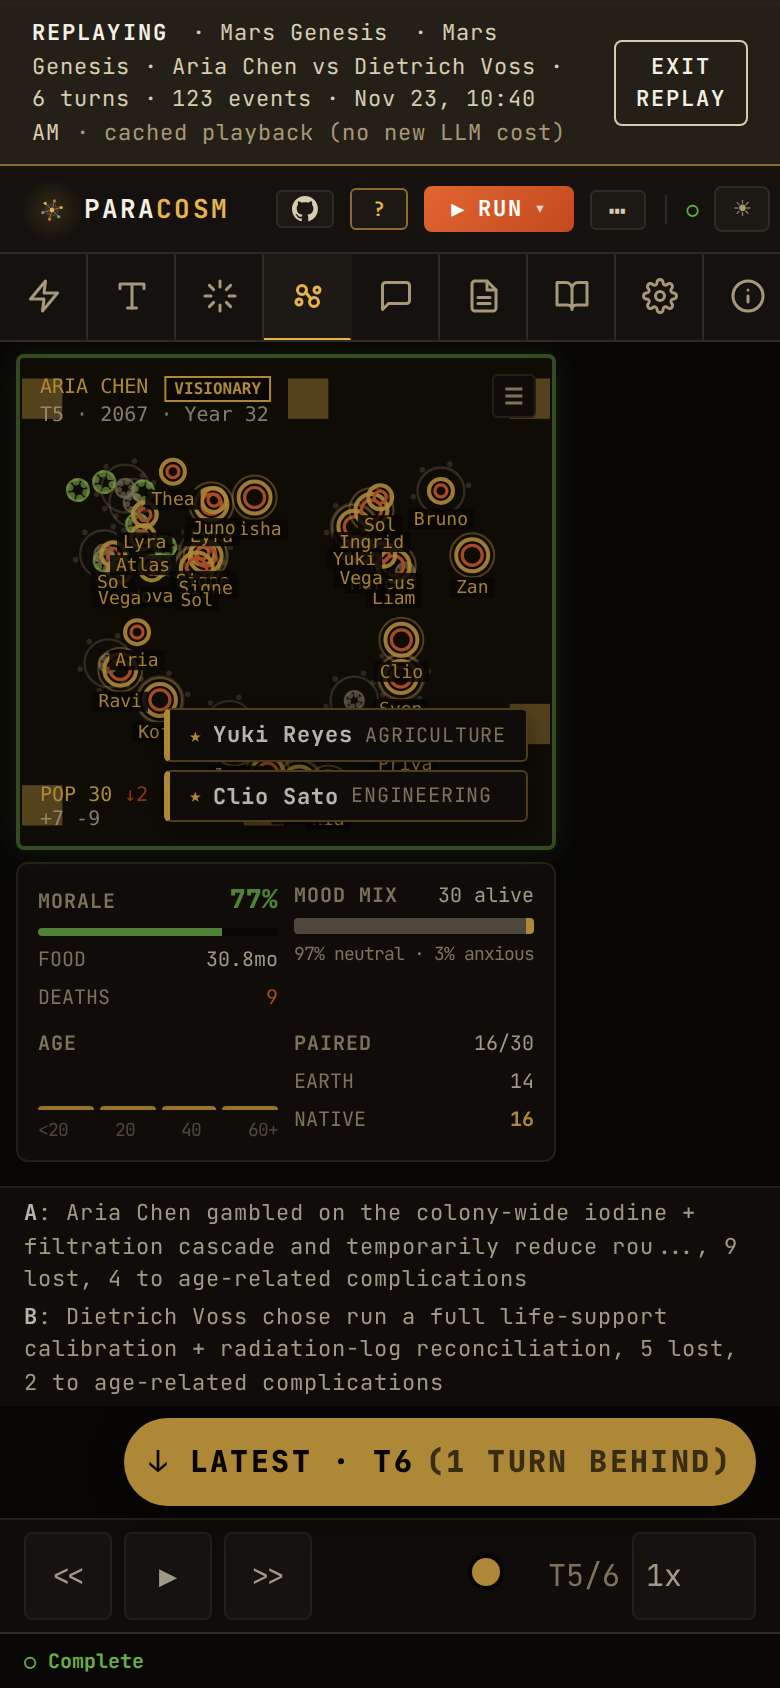 REPLAYING · Mars Genesis · Mars
Genesis · Aria Chen vs Dietrich Voss ·
6 turns · 123 events · Nov 23, 10:40
AM · cached playback (no new LLM cost)
EXIT
REPLAY
PARACOSM
?
▶ RUN ▾
…
ARIA CHEN VISIONARY
T5 · 2067 · Year 32
Thea
Juno
isha
Lyra
Lyra
Atlas
Sol
Vega
ova
Signe
Sol
Sol
Bruno
Ingrid
Yuki
Vega
cus
Liam
Zan
Aria
Ravi
Clio
★ Yuki Reyes AGRICULTURE
Priya
★ Clio Sato ENGINEERING
POP 30 ↓2
+7 -9
MORALE 77%
FOOD 30.8mo
DEATHS 9
MOOD MIX 30 alive
97% neutral · 3% anxious
AGE
<20 20 40 60+
PAIRED 16/30
EARTH 14
NATIVE 16
A: Aria Chen gambled on the colony-wide iodine +
filtration cascade and temporarily reduce rou..., 9
lost, 4 to age-related complications
B: Dietrich Voss chose run a full life-support
calibration + radiation-log reconciliation, 5 lost,
2 to age-related complications
↓ LATEST · T6 (1 TURN BEHIND)
<< ▶ >> T5/6 1x
○ Complete